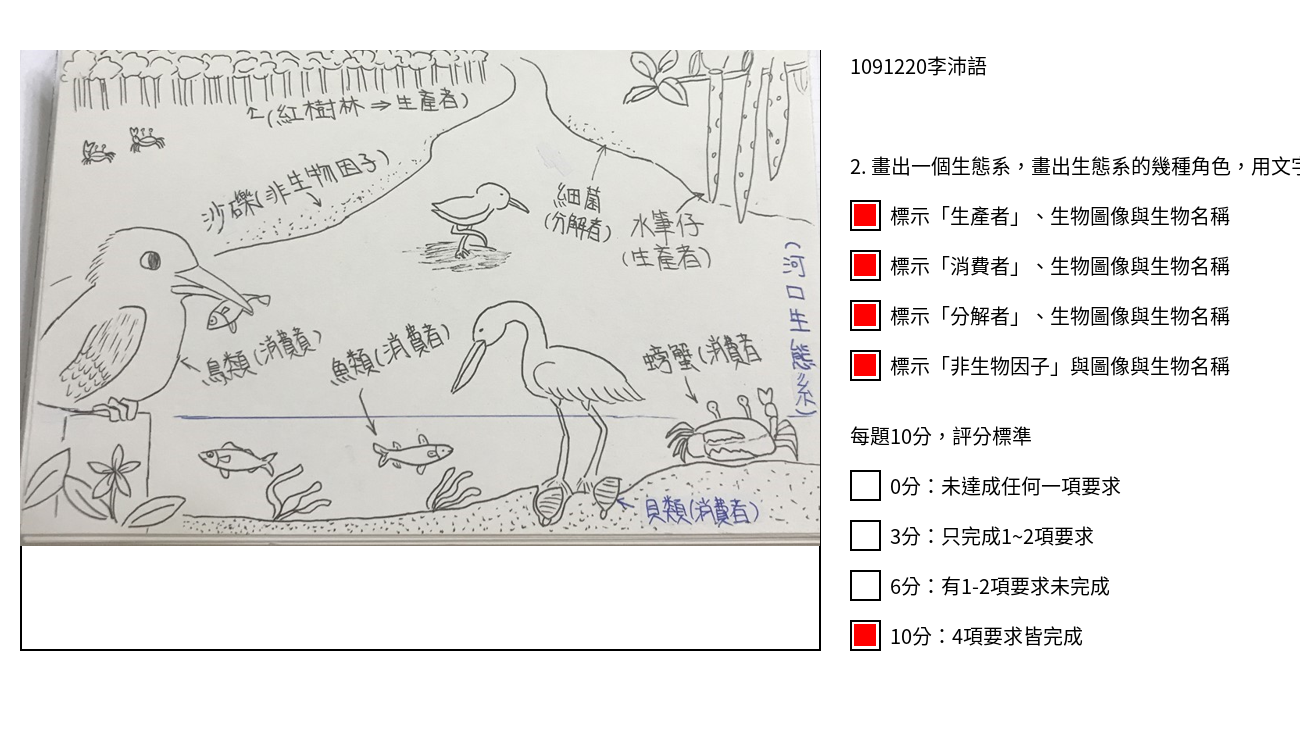 ←(紅樹林→生產者)
沙礫(非生物因子)
細菌
(分解者)
水筆仔
(生產者)
(河口生態系)
鳥類(消費者)
魚類(消費者)
螃蟹(消費者
貝類(消費者)
1091220李沛語
2. 畫出一個生態系，畫出生態系的幾種角色，用文字
標示「生產者」、生物圖像與生物名稱
標示「消費者」、生物圖像與生物名稱
標示「分解者」、生物圖像與生物名稱
標示「非生物因子」與圖像與生物名稱
每題10分，評分標準
0分：未達成任何一項要求
3分：只完成1~2項要求
6分：有1-2項要求未完成
10分：4項要求皆完成